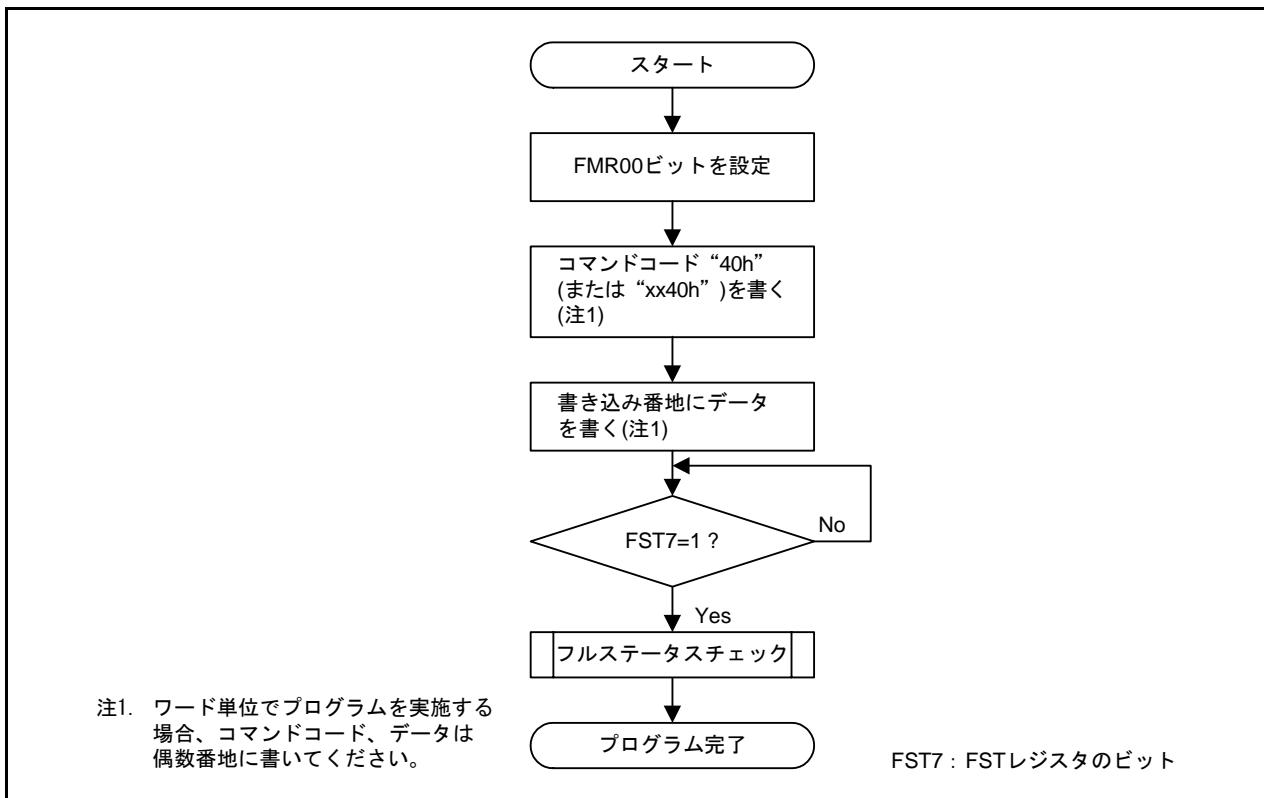 スタート
FMR00ビットを設定
コマンドコード“40h”
(または“xx40h”)を書く
(注1)
書き込み番地にデータ
を書く(注1)
FST7=1 ?
No
Yes
フルステータスチェック
プログラム完了
注1. ワード単位でプログラムを実施する
場合、コマンドコード、データは
偶数番地に書いてください。
FST7 : FSTレジスタのビット